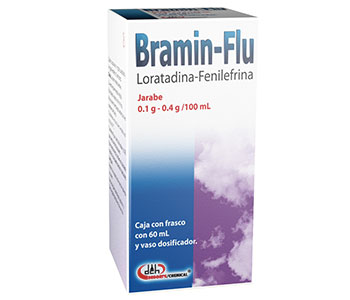 Bramin-Flu
Loratadina-Fenilefrina
Jarabe
0.1 g - 0.4 g /100 mL
Caja con frasco
con 60 mL
y vaso dosificador.